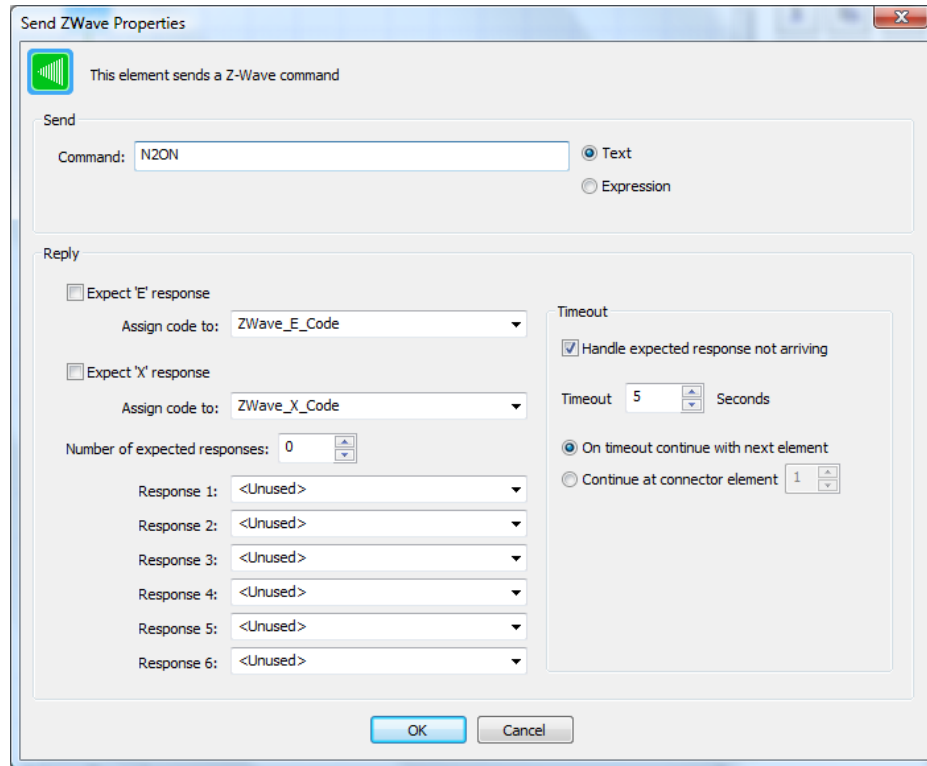 Send ZWave Properties
This element sends a Z-Wave command
Send
Command: N2ON
Text
Expression
Reply
Expect 'E' response
Assign code to: ZWave_E_Code
Expect 'X' response
Assign code to: ZWave_X_Code
Number of expected responses: 0
Response 1: <Unused>
Response 2: <Unused>
Response 3: <Unused>
Response 4: <Unused>
Response 5: <Unused>
Response 6: <Unused>
Timeout
Handle expected response not arriving
Timeout 5 Seconds
On timeout continue with next element
Continue at connector element 1
OK Cancel